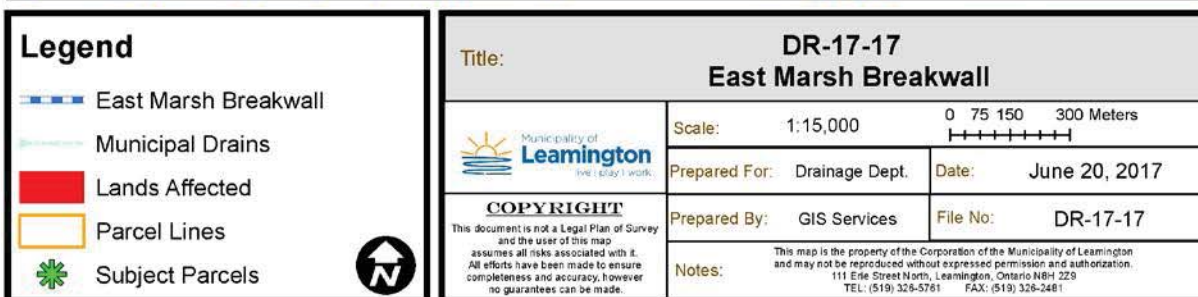 Legend
East Marsh Breakwall
Municipal Drains
Lands Affected
Parcel Lines
Subject Parcels
N
Title:
DR-17-17
East Marsh Breakwall
Municipality of
Leamington
live | play | work
Scale: 1:15,000
0 75 150 300 Meters
Prepared For: Drainage Dept.
Date: June 20, 2017
COPYRIGHT
This document is not a Legal Plan of Survey
and the user of this map
assumes all risks associated with it.
All efforts have been made to ensure
completeness and accuracy, however
no guarantees can be made.
Prepared By: GIS Services
File No: DR-17-17
Notes:
This map is the property of the Corporation of the Municipality of Leamington
and may not be reproduced without expressed permission and authorization.
111 Erie Street North, Leamington, Ontario N8H 2Z9
TEL: (519) 326-5761 FAX: (519) 326-2481